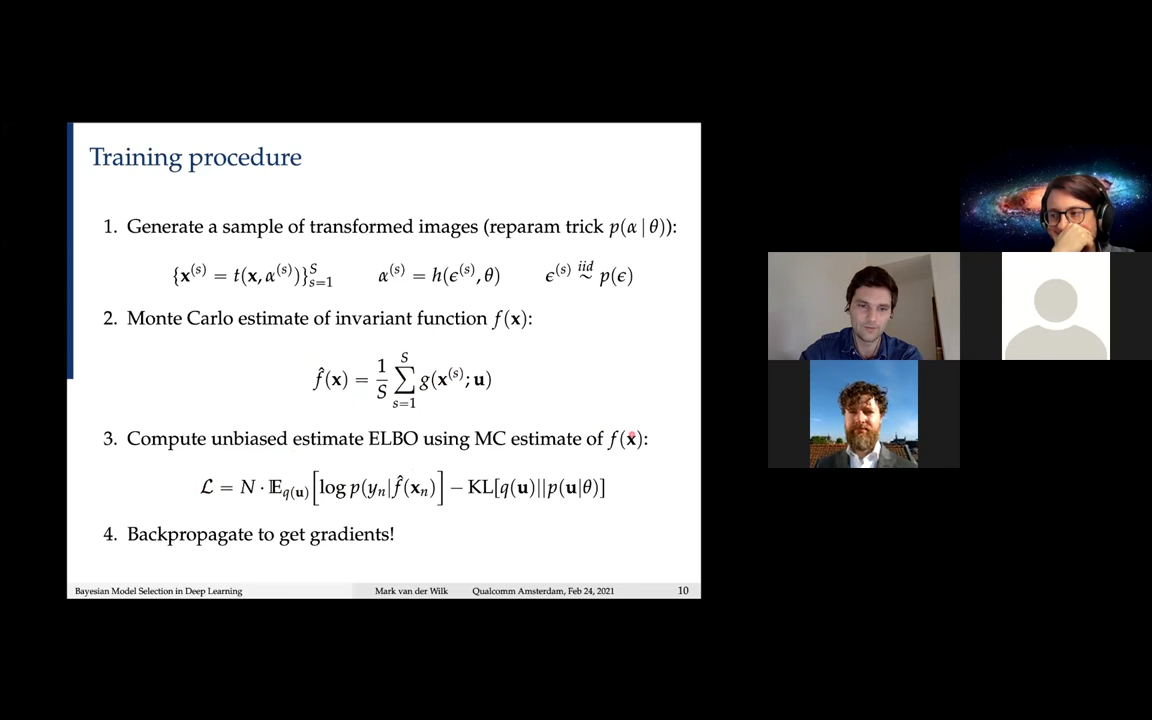 Training procedure
1. Generate a sample of transformed images (reparam trick p(α | θ)):
{x^(s) = t(x, α^(s))}^S_{s=1} α^(s) = h(ϵ^(s), θ) ϵ^(s) iid ~ p(ϵ)
2. Monte Carlo estimate of invariant function f(x):
f̂(x) = 1/S ∑^S_{s=1} g(x^(s); u)
3. Compute unbiased estimate ELBO using MC estimate of f(x):
ℒ = N · 𝔼_{q(u)}[log p(y_n|f̂(x_n)] − KL[q(u)||p(u|θ)]
4. Backpropagate to get gradients!
Bayesian Model Selection in Deep Learning Mark van der Wilk Qualcomm Amsterdam, Feb 24, 2021 10